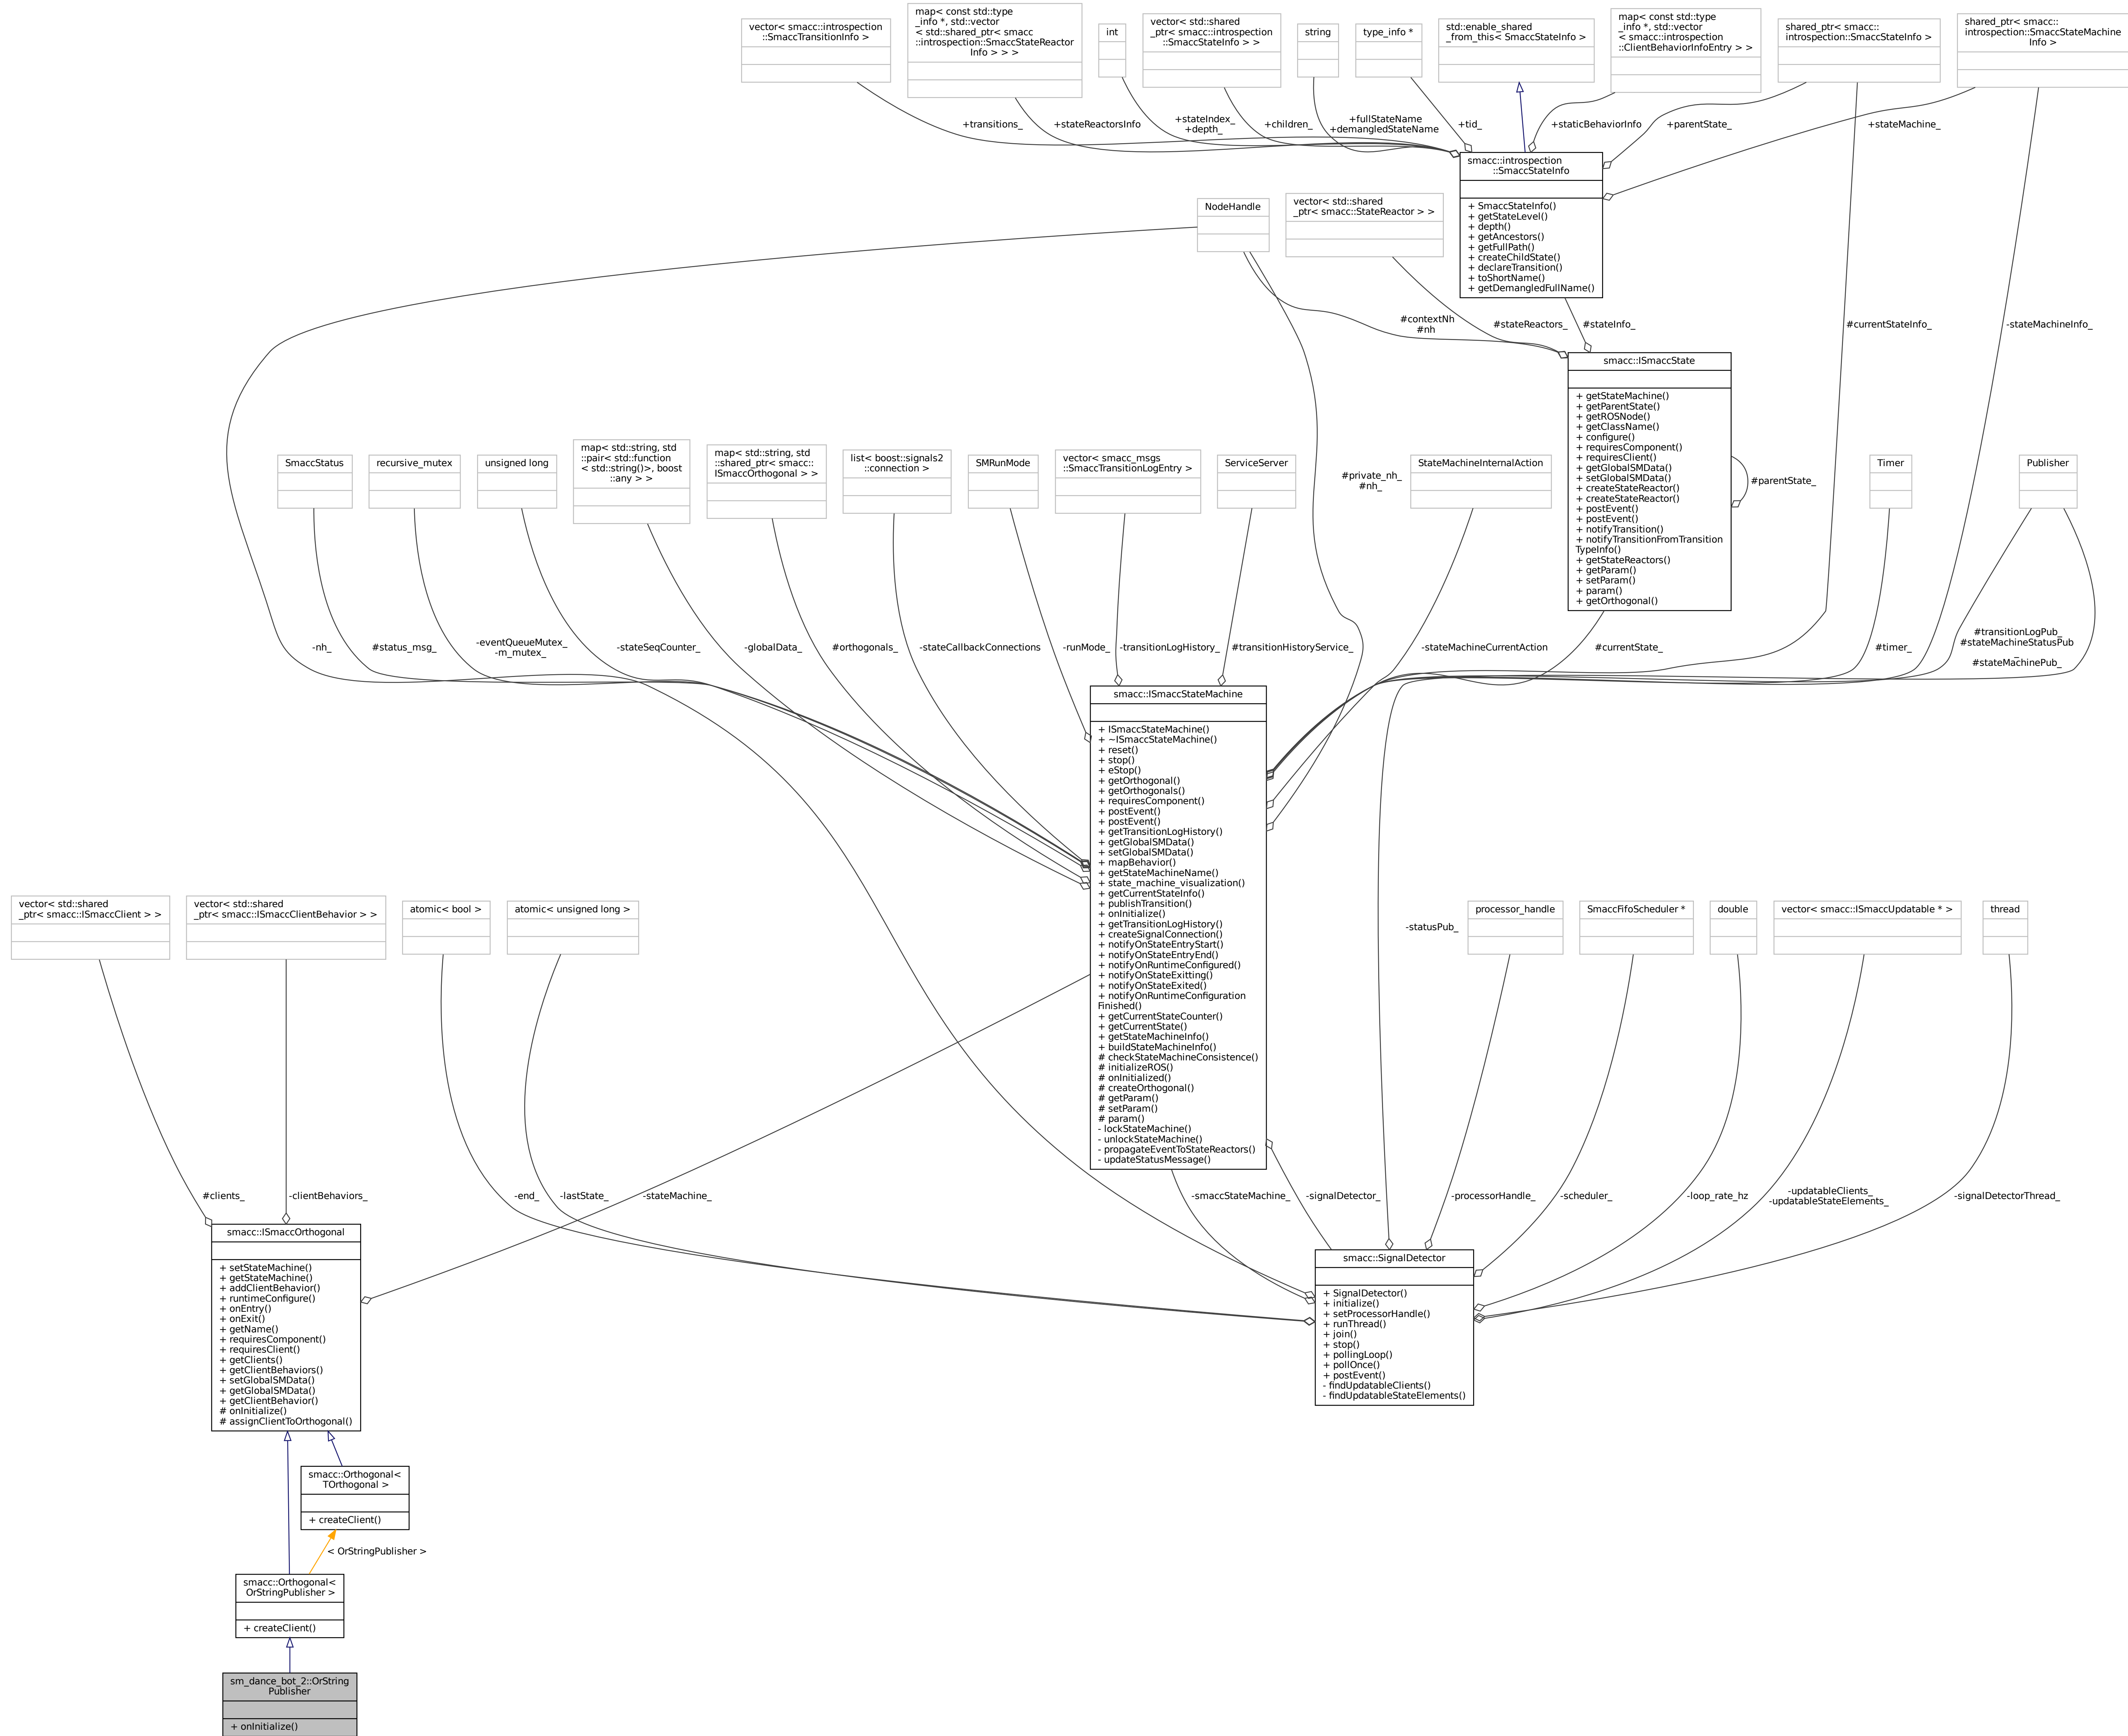 vector< smacc::introspection
::SmaccTransitionInfo >
map< const std::type
_info *, std::vector
< std::shared_ptr< smacc
::introspection::SmaccStateReactor
Info > > >
int
vector< std::shared
_ptr< smacc::introspection
::SmaccStateInfo > >
string
type_info *
std::enable_shared
_from_this< SmaccStateInfo >
map< const std::type
_info *, std::vector
< smacc::introspection
::ClientBehaviorInfoEntry > >
shared_ptr< smacc::
introspection::SmaccStateInfo >
shared_ptr< smacc::
introspection::SmaccStateMachine
Info >
+transitions_
+stateReactorsInfo
+stateIndex_
+depth_
+children_
+fullStateName
+demangledStateName
+tid_
+staticBehaviorInfo
+parentState_
+stateMachine_
smacc::introspection
::SmaccStateInfo
+ SmaccStateInfo()
+ getStateLevel()
+ depth()
+ getAncestors()
+ getFullPath()
+ createChildState()
+ declareTransition()
+ toShortName()
+ getDemangledFullName()
NodeHandle
vector< std::shared
_ptr< smacc::StateReactor > >
#contextNh
#nh
#stateReactors_
#stateInfo_
#currentStateInfo_
-stateMachineInfo_
smacc::ISmaccState
+ getStateMachine()
+ getParentState()
+ getROSNode()
+ getClassName()
+ configure()
+ requiresComponent()
+ requiresClient()
+ getGlobalSMData()
+ setGlobalSMData()
+ createStateReactor()
+ createStateReactor()
+ postEvent()
+ postEvent()
+ notifyTransition()
+ notifyTransitionFromTransition
TypeInfo()
+ getStateReactors()
+ getParam()
+ setParam()
+ param()
+ getOrthogonal()
#parentState_
SmaccStatus
recursive_mutex
unsigned long
map< std::string, std
::pair< std::function
< std::string()>, boost
::any > >
map< std::string, std
::shared_ptr< smacc::
ISmaccOrthogonal > >
list< boost::signals2
::connection >
SMRunMode
vector< smacc_msgs
::SmaccTransitionLogEntry >
ServiceServer
#private_nh_
#nh_
StateMachineInternalAction
Timer
Publisher
-nh_
#status_msg_
-eventQueueMutex_
-m_mutex_
-stateSeqCounter_
-globalData_
#orthogonals_
-stateCallbackConnections
-runMode_
-transitionLogHistory_
#transitionHistoryService_
-stateMachineCurrentAction
#currentState_
#timer_
#transitionLogPub_
#stateMachineStatusPub
_
#stateMachinePub_
smacc::ISmaccStateMachine
+ ISmaccStateMachine()
+ ~ISmaccStateMachine()
+ reset()
+ stop()
+ eStop()
+ getOrthogonal()
+ getOrthogonals()
+ requiresComponent()
+ postEvent()
+ postEvent()
+ getTransitionLogHistory()
+ getGlobalSMData()
+ setGlobalSMData()
+ mapBehavior()
+ getStateMachineName()
+ state_machine_visualization()
+ getCurrentStateInfo()
+ publishTransition()
+ onInitialize()
+ getTransitionLogHistory()
+ createSignalConnection()
+ notifyOnStateEntryStart()
+ notifyOnStateEntryEnd()
+ notifyOnRuntimeConfigured()
+ notifyOnStateExitting()
+ notifyOnStateExited()
+ notifyOnRuntimeConfiguration
Finished()
+ getCurrentStateCounter()
+ getCurrentState()
+ getStateMachineInfo()
+ buildStateMachineInfo()
# checkStateMachineConsistence()
# initializeROS()
# onInitialized()
# createOrthogonal()
# getParam()
# setParam()
# param()
- lockStateMachine()
- unlockStateMachine()
- propagateEventToStateReactors()
- updateStatusMessage()
vector< std::shared
_ptr< smacc::ISmaccClient > >
vector< std::shared
_ptr< smacc::ISmaccClientBehavior > >
atomic< bool >
atomic< unsigned long >
-statusPub_
processor_handle
SmaccFifoScheduler *
double
vector< smacc::ISmaccUpdatable * >
thread
#clients_
-clientBehaviors_
-end_
-lastState_
-stateMachine_
-smaccStateMachine_
-signalDetector_
-processorHandle_
-scheduler_
-loop_rate_hz
-updatableClients_
-updatableStateElements_
-signalDetectorThread_
smacc::ISmaccOrthogonal
+ setStateMachine()
+ getStateMachine()
+ addClientBehavior()
+ runtimeConfigure()
+ onEntry()
+ onExit()
+ getName()
+ requiresComponent()
+ requiresClient()
+ getClients()
+ getClientBehaviors()
+ setGlobalSMData()
+ getGlobalSMData()
+ getClientBehavior()
# onInitialize()
# assignClientToOrthogonal()
smacc::SignalDetector
+ SignalDetector()
+ initialize()
+ setProcessorHandle()
+ runThread()
+ join()
+ stop()
+ pollingLoop()
+ pollOnce()
+ postEvent()
- findUpdatableClients()
- findUpdatableStateElements()
smacc::Orthogonal<
TOrthogonal >
+ createClient()
< OrStringPublisher >
smacc::Orthogonal<
OrStringPublisher >
+ createClient()
sm_dance_bot_2::OrString
Publisher
+ onInitialize()